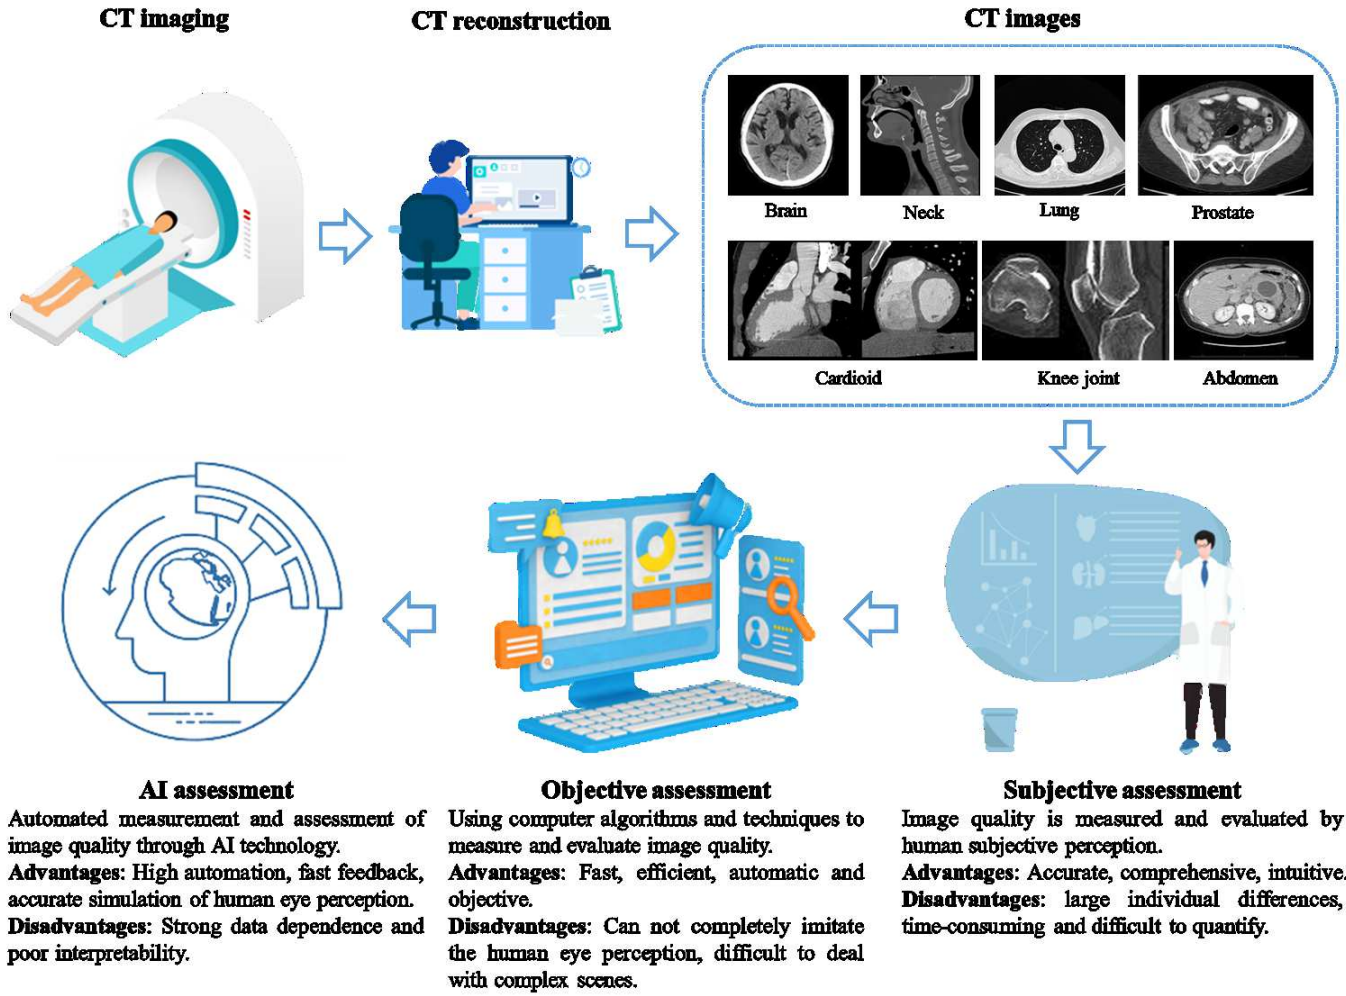 CT imaging
CT reconstruction
CT images
Brain
Neck
Lung
Prostate
Cardioid
Knee joint
Abdomen
AI assessment
Automated measurement and assessment of
image quality through AI technology.
Advantages: High automation, fast feedback,
accurate simulation of human eye perception.
Disadvantages: Strong data dependence and
poor interpretability.
Objective assessment
Using computer algorithms and techniques to
measure and evaluate image quality.
Advantages: Fast, efficient, automatic and
objective.
Disadvantages: Can not completely imitate
the human eye perception, difficult to deal
with complex scenes.
Subjective assessment
Image quality is measured and evaluated by
human subjective perception.
Advantages: Accurate, comprehensive, intuitive.
Disadvantages: large individual differences,
time-consuming and difficult to quantify.